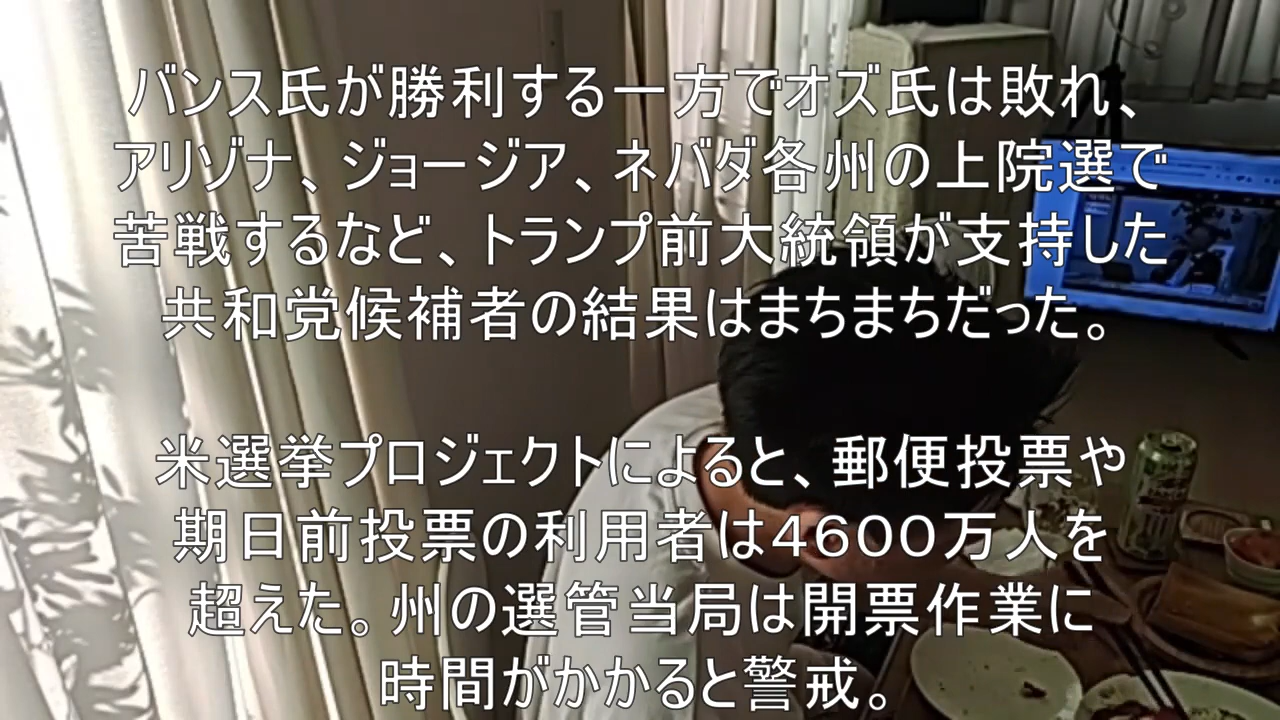 バンス氏が勝利する一方でオズ氏は敗れ、
アリゾナ、ジョージア、ネバダ各州の上院選で
苦戦するなど、トランプ前大統領が支持した
共和党候補者の結果はまちまちだった。
米選挙プロジェクトによると、郵便投票や
期日前投票の利用者は４６００万人を
超えた。州の選管当局は開票作業に
時間がかかると警戒。